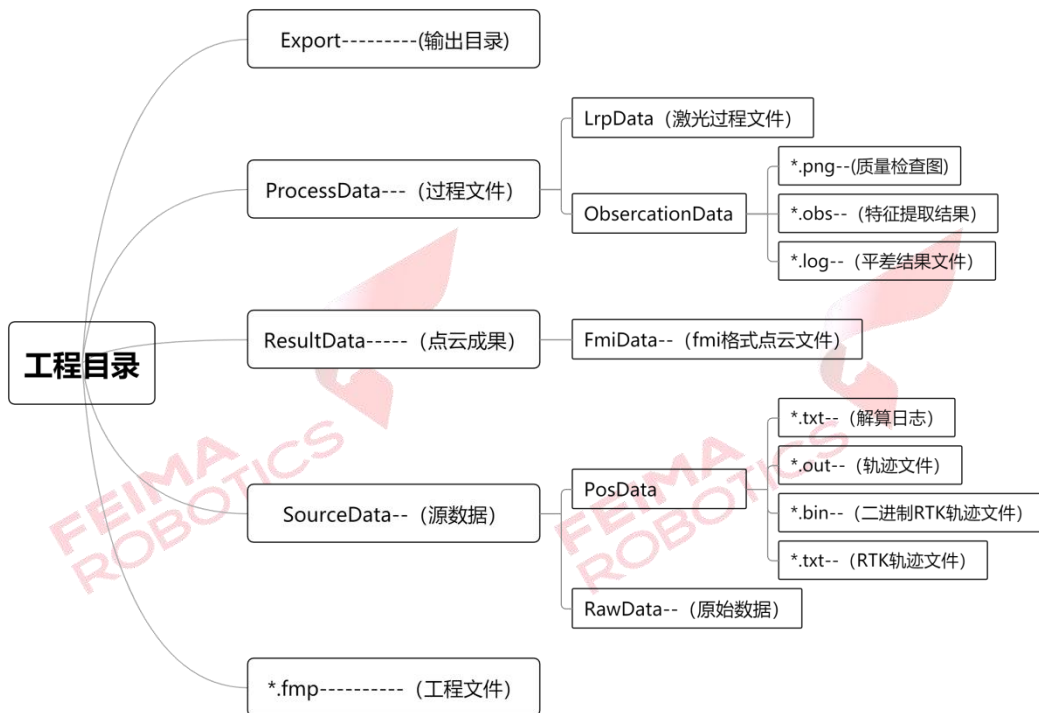 工程目录
Export---------(输出目录)
ProcessData---（过程文件）
LrpData（激光过程文件）
ObsercationData
*.png--(质量检查图)
*.obs--（特征提取结果）
*.log--（平差结果文件）
ResultData-----（点云成果）
FmiData--（fmi格式点云文件）
SourceData--（源数据）
PosData
*.txt--（解算日志）
*.out--（轨迹文件）
*.bin--（二进制RTK轨迹文件）
*.txt--（RTK轨迹文件）
RawData--（原始数据）
*.fmp----------（工程文件）
FEIMA
ROBOTICS
FEIMA
ROBOTICS